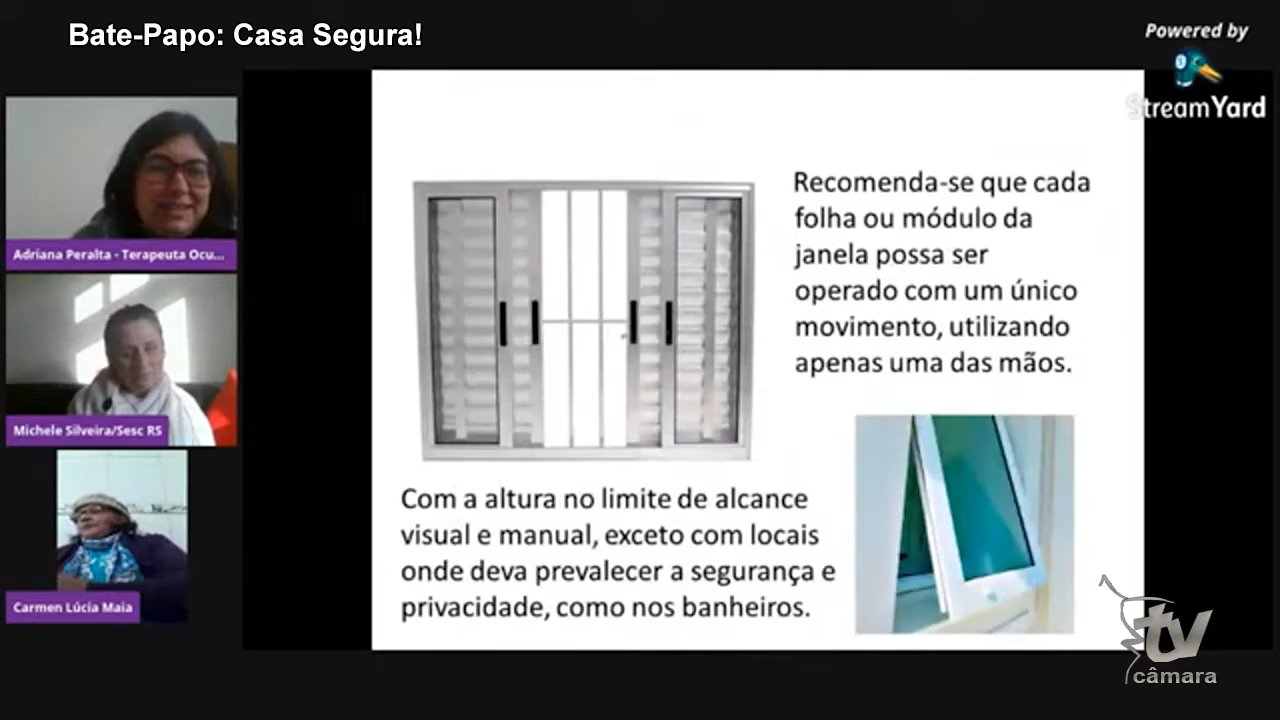 Bate-Papo: Casa Segura!
Powered by
StreamYard
Adriana Peralta - Terapeuta Ocu...
Michele Silveira/Sesc RS
Carmen Lúcia Maia
Recomenda-se que cada
folha ou módulo da
janela possa ser
operado com um único
movimento, utilizando
apenas uma das mãos.
Com a altura no limite de alcance
visual e manual, exceto com locais
onde deva prevalecer a segurança e
privacidade, como nos banheiros.
tv
câmara